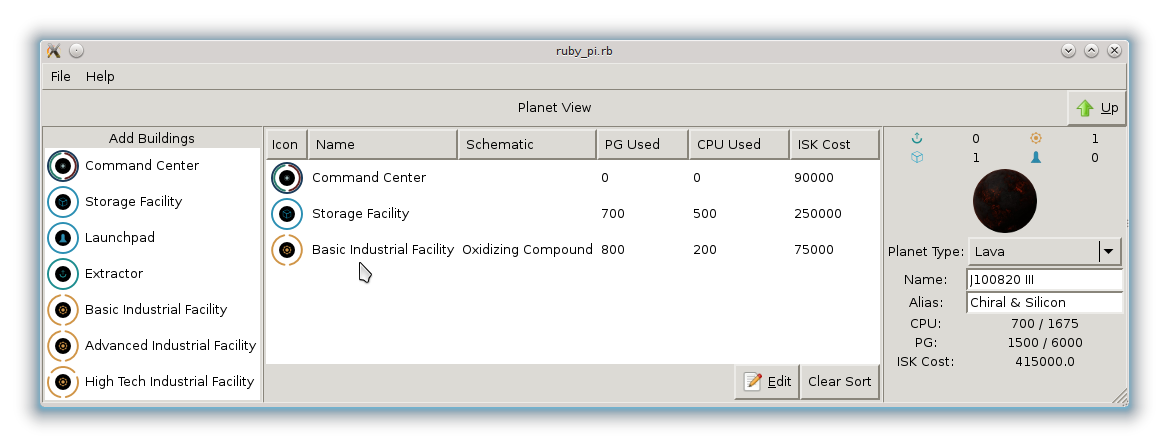 ruby_pi.rb
File Help
Planet View
Up
Add Buildings
Command Center
Storage Facility
Launchpad
Extractor
Basic Industrial Facility
Advanced Industrial Facility
High Tech Industrial Facility
Icon Name Schematic PG Used CPU Used ISK Cost
Command Center 0 0 90000
Storage Facility 700 500 250000
Basic Industrial Facility Oxidizing Compound 800 200 75000
Edit Clear Sort
0 1
1 0
Planet Type: Lava
Name: J100820 III
Alias: Chiral & Silicon
CPU: 700 / 1675
PG: 1500 / 6000
ISK Cost: 415000.0